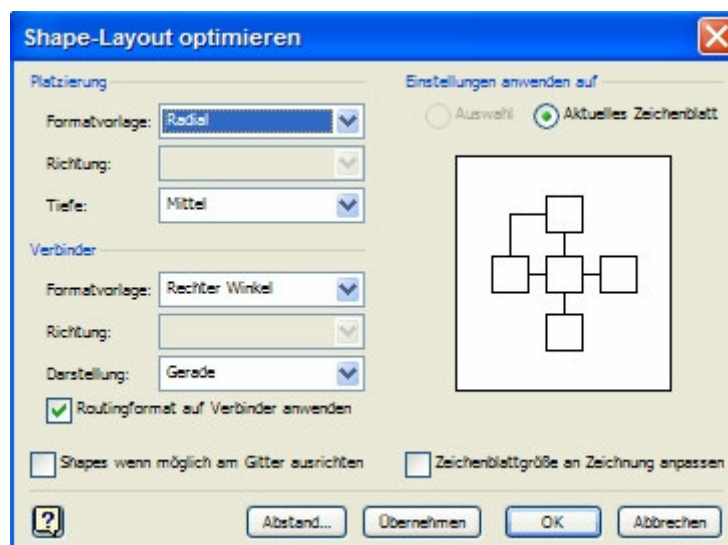 Shape-Layout optimieren
Platzierung
Formatvorlage: Radial
Richtung:
Tiefe: Mittel
Verbinder
Formatvorlage: Rechter Winkel
Richtung:
Darstellung: Gerade
Routingformat auf Verbinder anwenden
Einstellungen anwenden auf
Auswahl Aktuelles Zeichenblatt
Shapes wenn möglich am Gitter ausrichten
Zeichenblattgröße an Zeichnung anpassen
? Abstand... Übernehmen OK Abbrechen